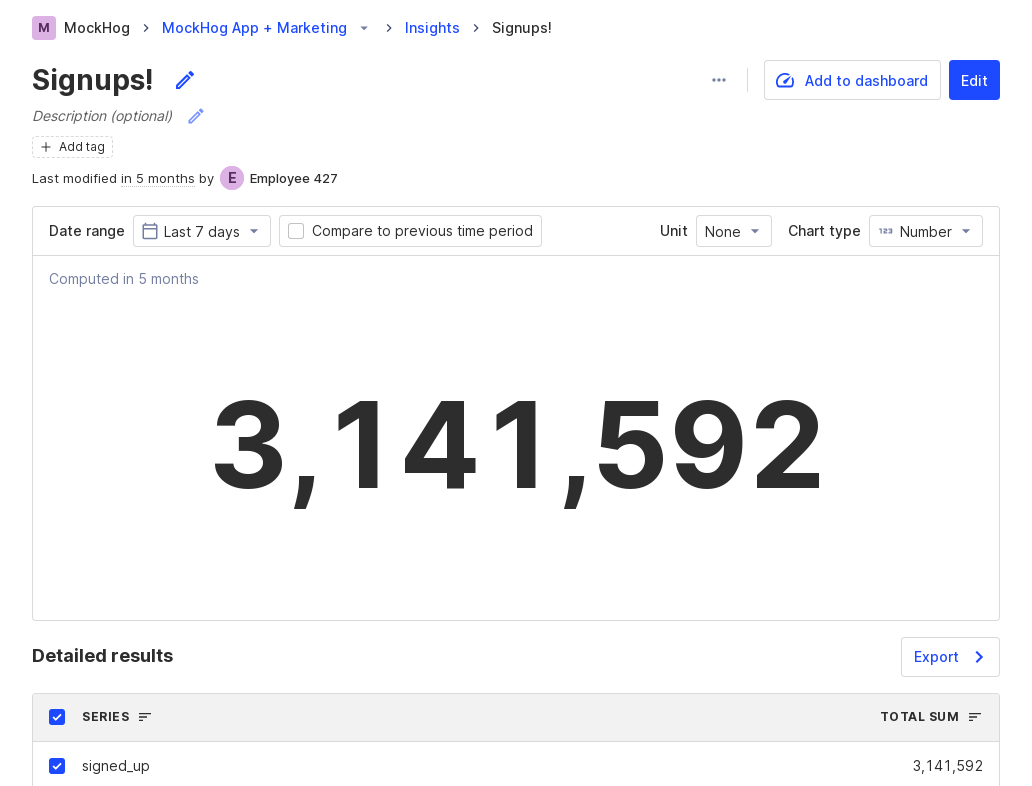 M MockHog > MockHog App + Marketing > Insights > Signups!
Signups!
Add to dashboard
Edit
Description (optional)
+ Add tag
Last modified in 5 months by E Employee 427
Date range Last 7 days Compare to previous time period Unit None Chart type 123 Number
Computed in 5 months
3,141,592
Detailed results
Export
SERIES TOTAL SUM
signed_up 3,141,592